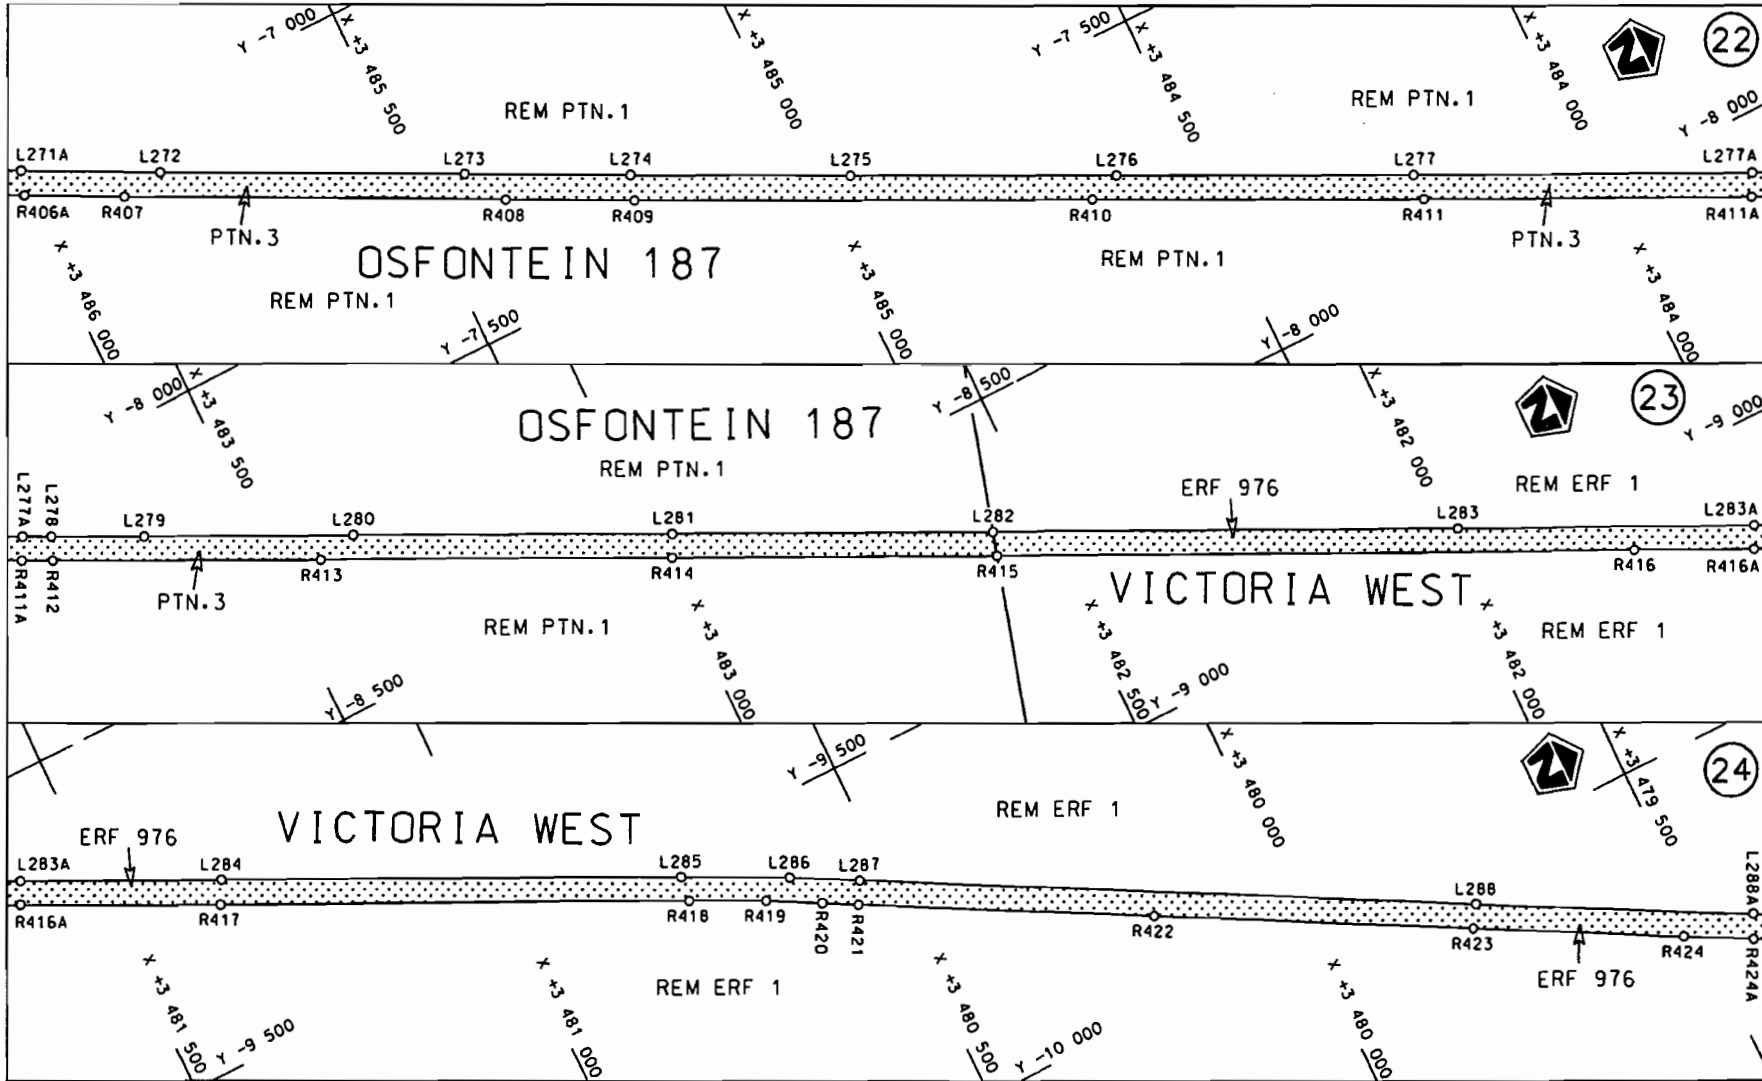 Y -7 000
X +3 485 500
X +3 485 000
Y -7 500
X +3 484 500
X +3 484 000
Y -8 000
22
REM PTN.1
REM PTN.1
L271A
L272
L273
L274
L275
L276
L277
L277A
R406A
R407
R408
R409
R410
R411
R411A
PTN.3
PTN.3
OSFONTEIN 187
REM PTN.1
REM PTN.1
X +3 486 000
Y -7 500
X +3 485 000
Y -8 000
X +3 484 000
Y -8 000
X +3 483 500
OSFONTEIN 187
REM PTN.1
Y -8 500
X +3 482 000
23
Y -9 000
ERF 976
REM ERF 1
L277A
L278
L279
L280
L281
L282
L283
L283A
R411A
R412
R413
R414
R415
R416
R416A
PTN.3
VICTORIA WEST
REM PTN.1
REM ERF 1
Y -8 500
X +3 483 000
X +3 482 500
Y -9 000
X +3 482 000
Y -9 500
X +3 480 000
X +3 479 500
24
VICTORIA WEST
REM ERF 1
ERF 976
L283A
L284
L285
L286
L287
L288
L288A
R416A
R417
R418
R419
R420
R421
R422
R423
R424
R424A
ERF 976
REM ERF 1
X +3 481 500
Y -9 500
X +3 481 000
X +3 480 500
Y -10 000
X +3 480 000